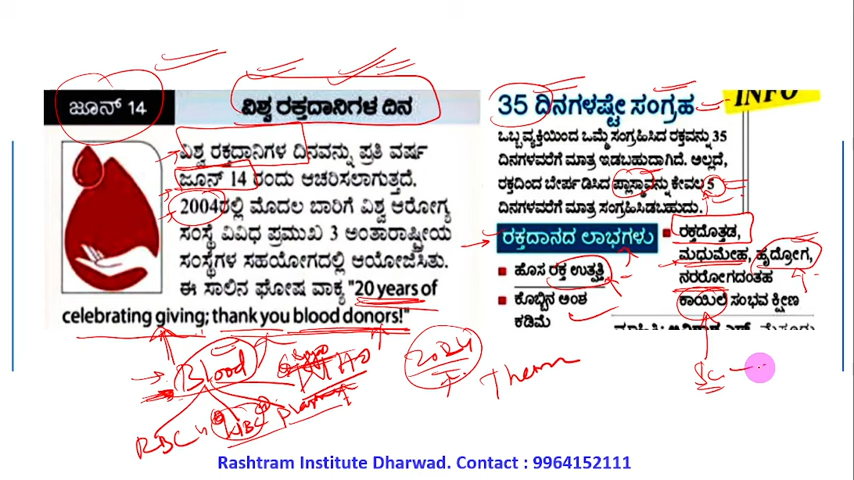 ಜೂನ್ 14
ವಿಶ್ವ ರಕ್ತದಾನಿಗಳ ದಿನ
ವಿಶ್ವ ರಕ್ತದಾನಿಗಳ ದಿನವನ್ನು ಪ್ರತಿ ವರ್ಷ
ಜೂನ್ 14 ರಂದು ಆಚರಿಸಲಾಗುತ್ತದೆ.
2004ರಲ್ಲಿ ಮೊದಲ ಬಾರಿಗೆ ವಿಶ್ವ ಆರೋಗ್ಯ
ಸಂಸ್ಥೆ ವಿವಿಧ ಪ್ರಮುಖ 3 ಅಂತಾರಾಷ್ಟ್ರೀಯ
ಸಂಸ್ಥೆಗಳ ಸಹಯೋಗದಲ್ಲಿ ಆಯೋಜಿಸಿತು.
ಈ ಸಾಲಿನ ಘೋಷ ವಾಕ್ಯ "20 years of
celebrating giving; thank you blood donors!"
35 ದಿನಗಳಷ್ಟೇ ಸಂಗ್ರಹ
INFO
ಒಬ್ಬ ವ್ಯಕ್ತಿಯಿಂದ ಒಮ್ಮೆ ಸಂಗ್ರಹಿಸಿದ ರಕ್ತವನ್ನು 35
ದಿನಗಳವರೆಗೆ ಮಾತ್ರ ಇಡಬಹುದಾಗಿದೆ. ಅಲ್ಲದೆ,
ರಕ್ತದಿಂದ ಬೇರ್ಪಡಿಸಿದ ಪ್ಲಾಸ್ಮಾವನ್ನು ಕೇವಲ 5
ದಿನಗಳವರೆಗೆ ಮಾತ್ರ ಸಂಗ್ರಹಿಸಿಡಬಹುದು.
ರಕ್ತದಾನದ ಲಾಭಗಳು
ಹೊಸ ರಕ್ತ ಉತ್ಪತ್ತಿ
ಕೊಬ್ಬಿನ ಅಂಶ
ಕಡಿಮೆ
ರಕ್ತದೊತ್ತಡ,
ಮಧುಮೇಹ, ಹೃದ್ರೋಗ,
ನರರೋಗದಂತಹ
ಕಾಯಿಲೆ ಸಂಭವ ಕ್ಷೀಣ
Blood
RBC
WBC
2024
Them
Rashtram Institute Dharwad. Contact : 9964152111